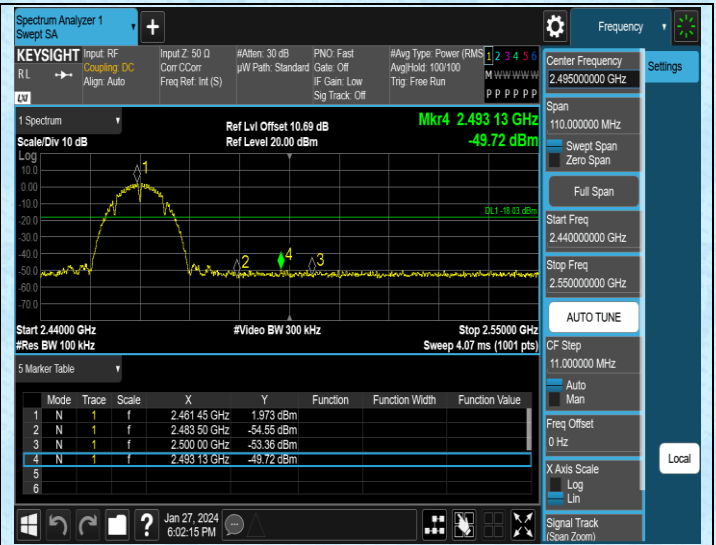 Spectrum Analyzer 1
Swept SA
+
Frequency
KEYSIGHT
RL
LXI
Input: RF
Coupling: DC
Align: Auto
Input Z: 50 Ω
Corr CCorr
Freq Ref: Int (S)
#Atten: 30 dB
µW Path: Standard
PNO: Fast
Gate: Off
IF Gain: Low
Sig Track: Off
#Avg Type: Power (RMS
Avg|Hold: 100/100
Trig: Free Run
1 2 3 4 5 6
M W W W W W
P P P P P P
1 Spectrum
Scale/Div 10 dB
Ref Lvl Offset 10.69 dB
Ref Level 20.00 dBm
Mkr4 2.493 13 GHz
-49.72 dBm
Log
10.0
0.00
-10.0
-20.0
-30.0
-40.0
-50.0
-60.0
-70.0
1
DL1 -18.03 dBm
2
4
3
Start 2.44000 GHz
#Res BW 100 kHz
#Video BW 300 kHz
Stop 2.55000 GHz
Sweep 4.07 ms (1001 pts)
5 Marker Table
Mode Trace Scale X Y Function Function Width Function Value
1 N 1 f 2.461 45 GHz 1.973 dBm
2 N 1 f 2.483 50 GHz -54.55 dBm
3 N 1 f 2.500 00 GHz -53.36 dBm
4 N 1 f 2.493 13 GHz -49.72 dBm
5
6
?
Jan 27, 2024
6:02:15 PM
Center Frequency
2.495000000 GHz
Settings
Span
110.000000 MHz
Swept Span
Zero Span
Full Span
Start Freq
2.440000000 GHz
Stop Freq
2.550000000 GHz
AUTO TUNE
CF Step
11.000000 MHz
Auto
Man
Freq Offset
0 Hz
X Axis Scale
Log
Lin
Signal Track
(Span Zoom)
Local